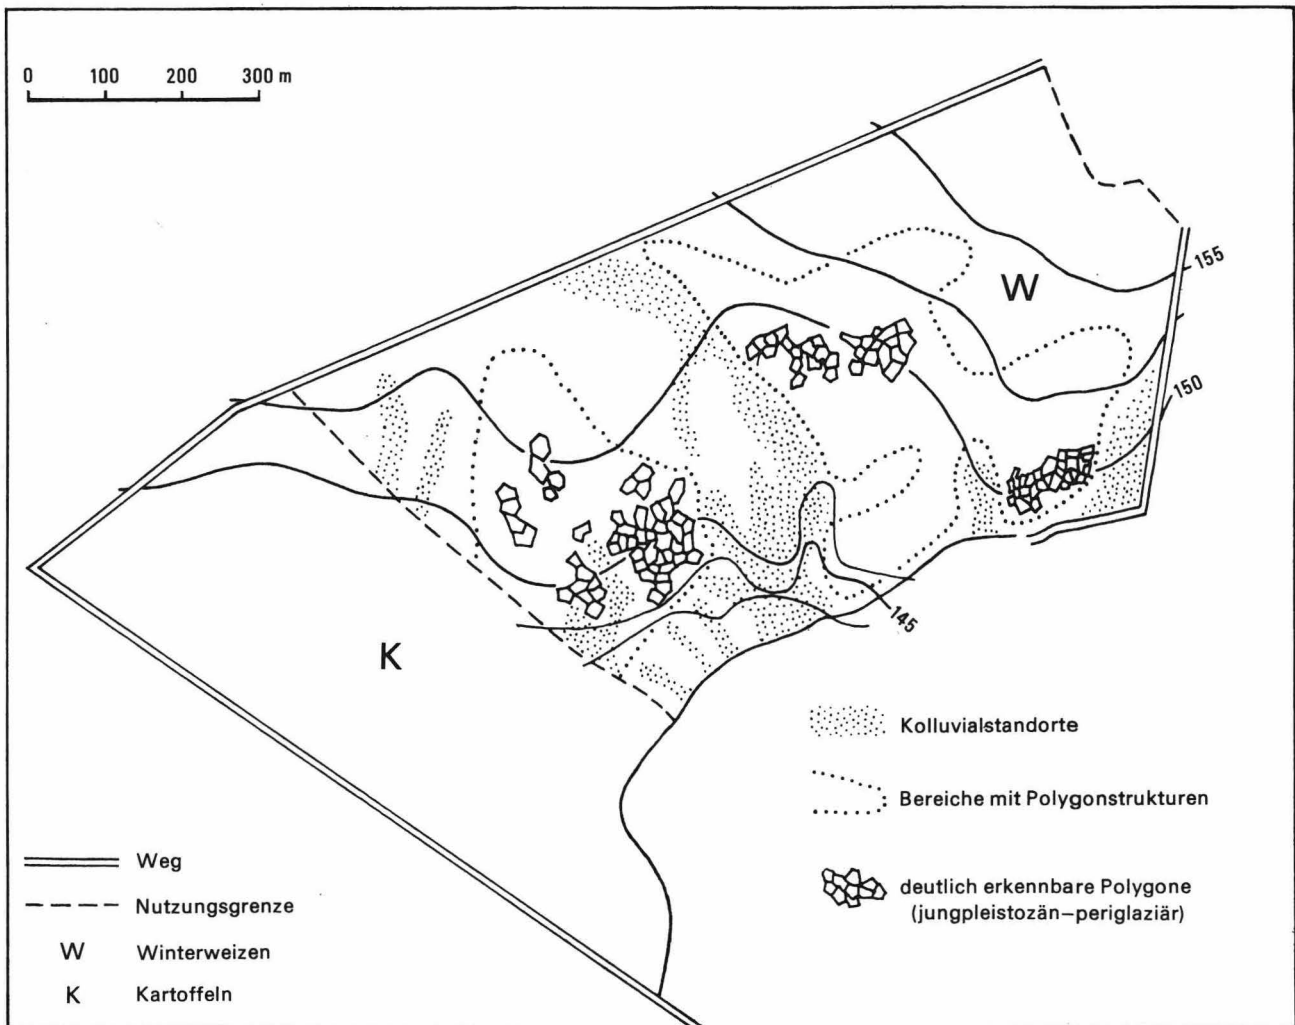 0 100 200 300 m
W
155
150
145
K
Kolluvialstandorte
Bereiche mit Polygonstrukturen
deutlich erkennbare Polygone
(jungpleistozän–periglaziär)
Weg
Nutzungsgrenze
W Winterweizen
K Kartoffeln